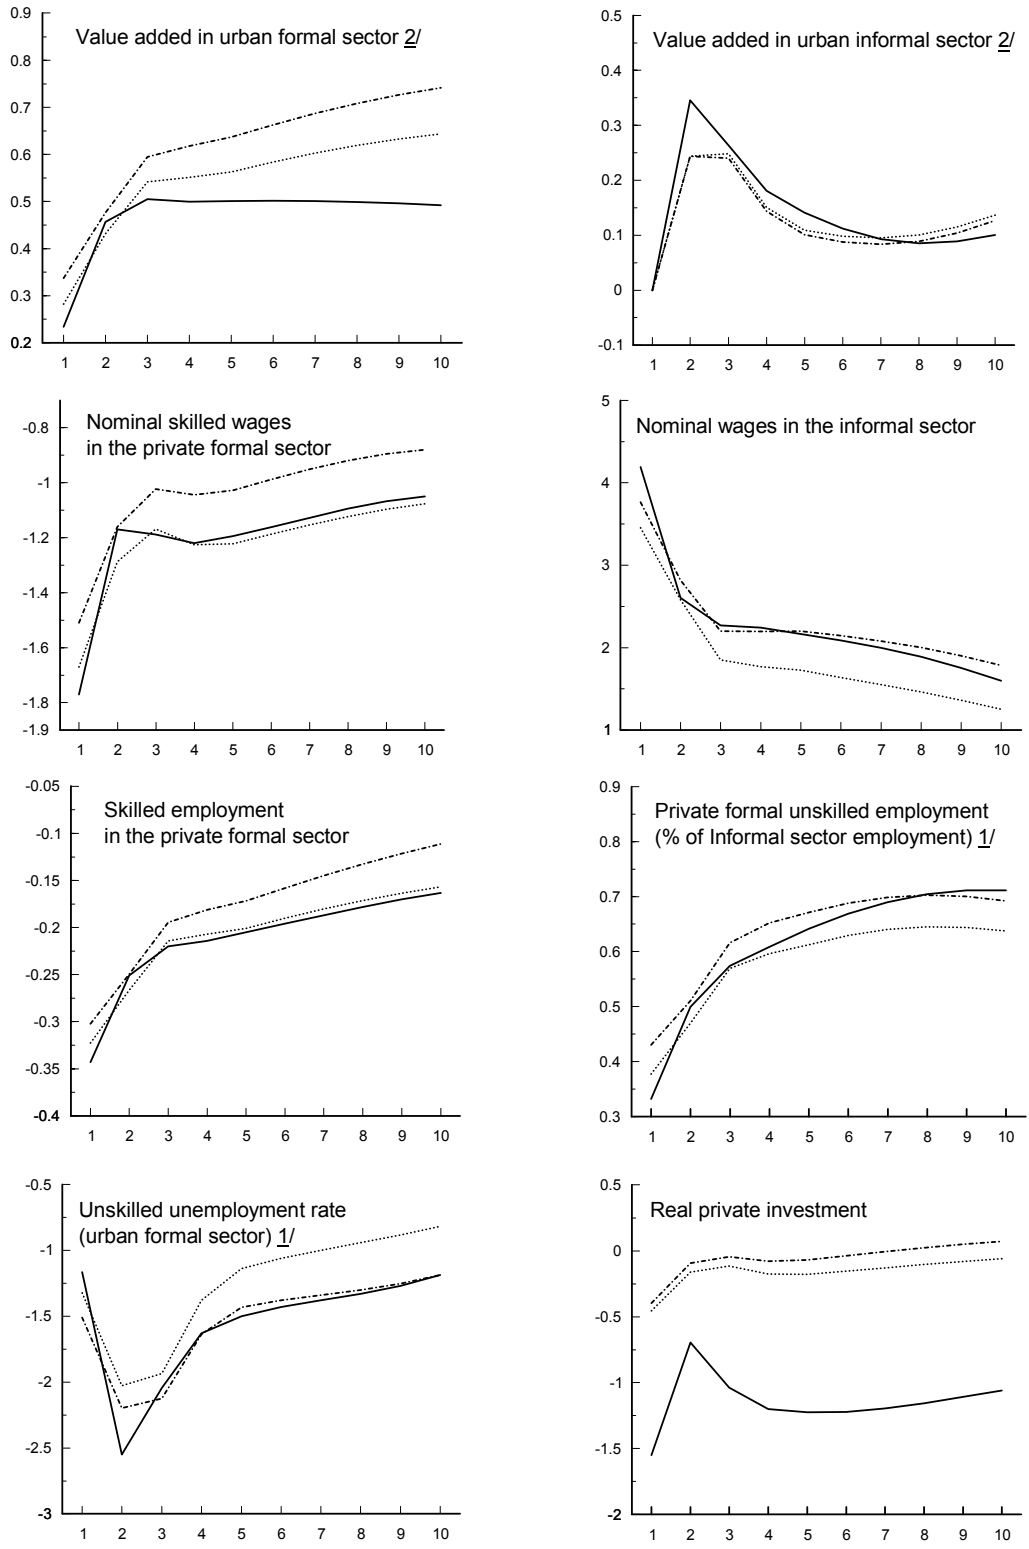 Value added in urban formal sector 2/
0.9
0.8
0.7
0.6
0.5
0.4
0.3
0.2
1 2 3 4 5 6 7 8 9 10
Value added in urban informal sector 2/
0.5
0.4
0.3
0.2
0.1
0
-0.1
1 2 3 4 5 6 7 8 9 10
Nominal skilled wages
in the private formal sector
-0.8
-1
-1.2
-1.4
-1.6
-1.8
-1.9
1 2 3 4 5 6 7 8 9 10
Nominal wages in the informal sector
5
4
3
2
1
1 2 3 4 5 6 7 8 9 10
Skilled employment
in the private formal sector
-0.05
-0.1
-0.15
-0.2
-0.25
-0.3
-0.35
-0.4
1 2 3 4 5 6 7 8 9 10
Private formal unskilled employment
(% of Informal sector employment) 1/
0.9
0.8
0.7
0.6
0.5
0.4
0.3
1 2 3 4 5 6 7 8 9 10
Unskilled unemployment rate
(urban formal sector) 1/
-0.5
-1
-1.5
-2
-2.5
-3
1 2 3 4 5 6 7 8 9 10
Real private investment
0.5
0
-0.5
-1
-1.5
-2
1 2 3 4 5 6 7 8 9 10